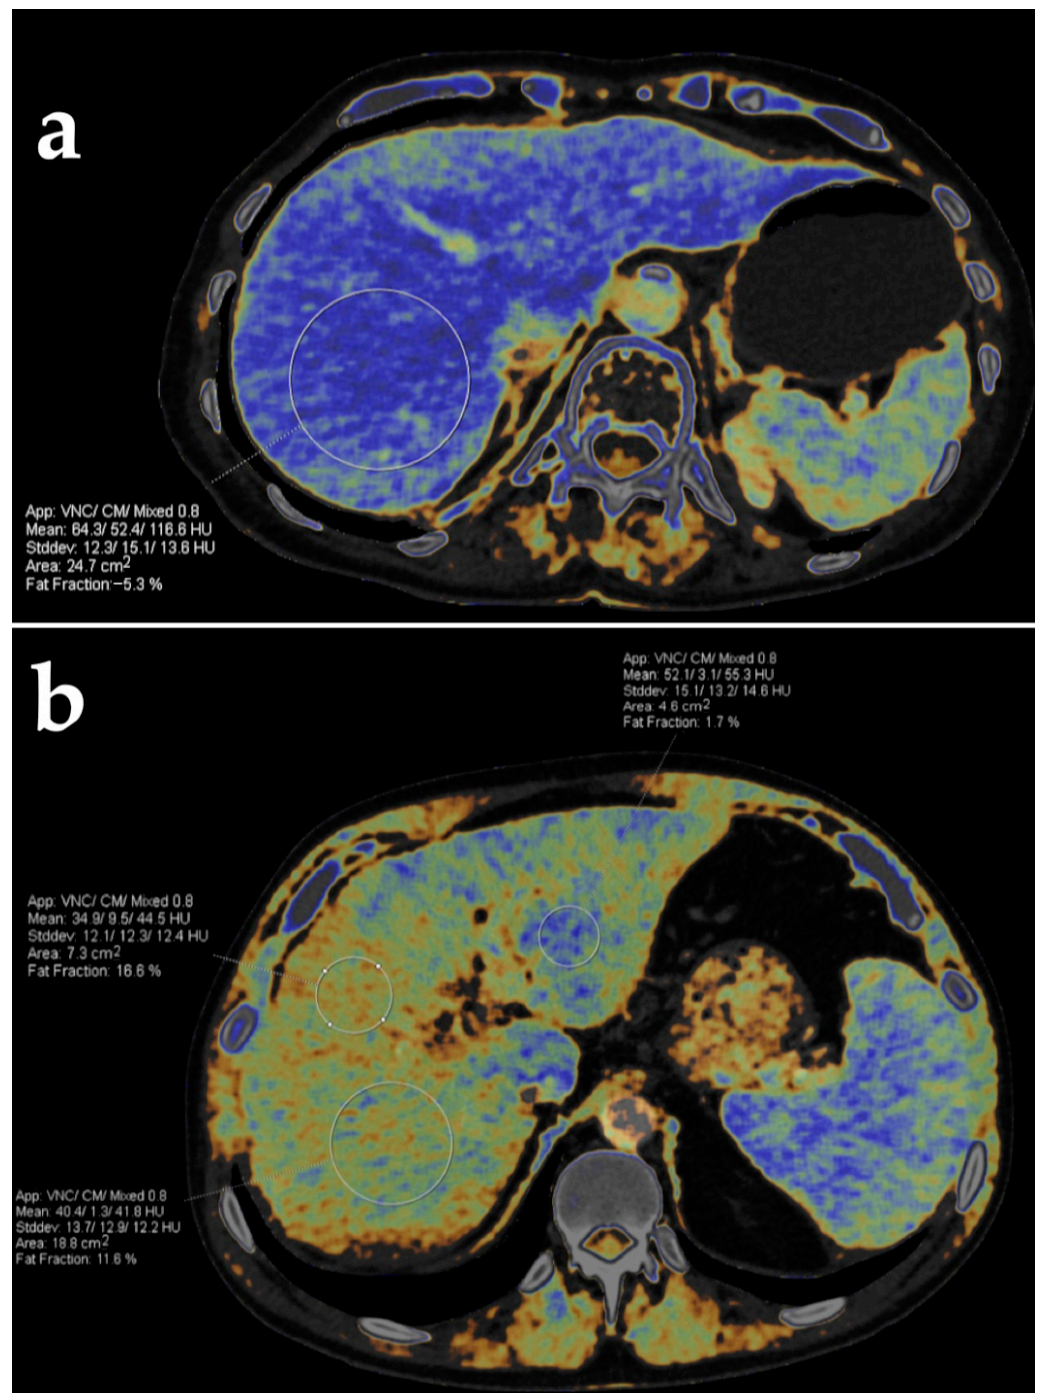 a
App: VNC/ CM/ Mixed 0.8
Mean: 64.3/ 52.4/ 116.6 HU
Stddev: 12.3/ 15.1/ 13.6 HU
Area: 24.7 cm2
Fat Fraction:−5.3 %
b
App: VNC/ CM/ Mixed 0.8
Mean: 52.1/ 3.1/ 55.3 HU
Stddev: 15.1/ 13.2/ 14.6 HU
Area: 4.6 cm2
Fat Fraction: 1.7 %
App: VNC/ CM/ Mixed 0.8
Mean: 34.9/ 9.5/ 44.5 HU
Stddev: 12.1/ 12.3/ 12.4 HU
Area: 7.3 cm2
Fat Fraction: 16.6 %
App: VNC/ CM/ Mixed 0.8
Mean: 40.4/ 1.3/ 41.8 HU
Stddev: 13.7/ 12.9/ 12.2 HU
Area: 18.8 cm2
Fat Fraction: 11.6 %